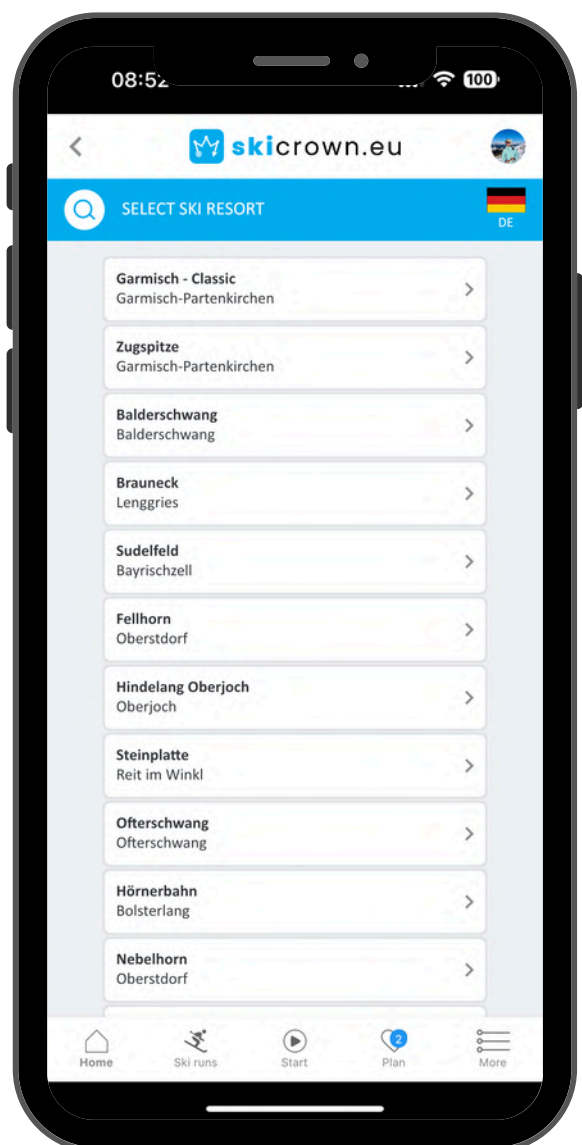 08:52
100
skicrown.eu
SELECT SKI RESORT
DE
Garmisch - Classic
Garmisch-Partenkirchen
Zugspitze
Garmisch-Partenkirchen
Balderschwang
Balderschwang
Brauneck
Lenggries
Sudelfeld
Bayrischzell
Fellhorn
Oberstdorf
Hindelang Oberjoch
Oberjoch
Steinplatte
Reit im Winkl
Ofterschwang
Ofterschwang
Hörnerbahn
Bolsterlang
Nebelhorn
Oberstdorf
2
Home Ski runs Start Plan More